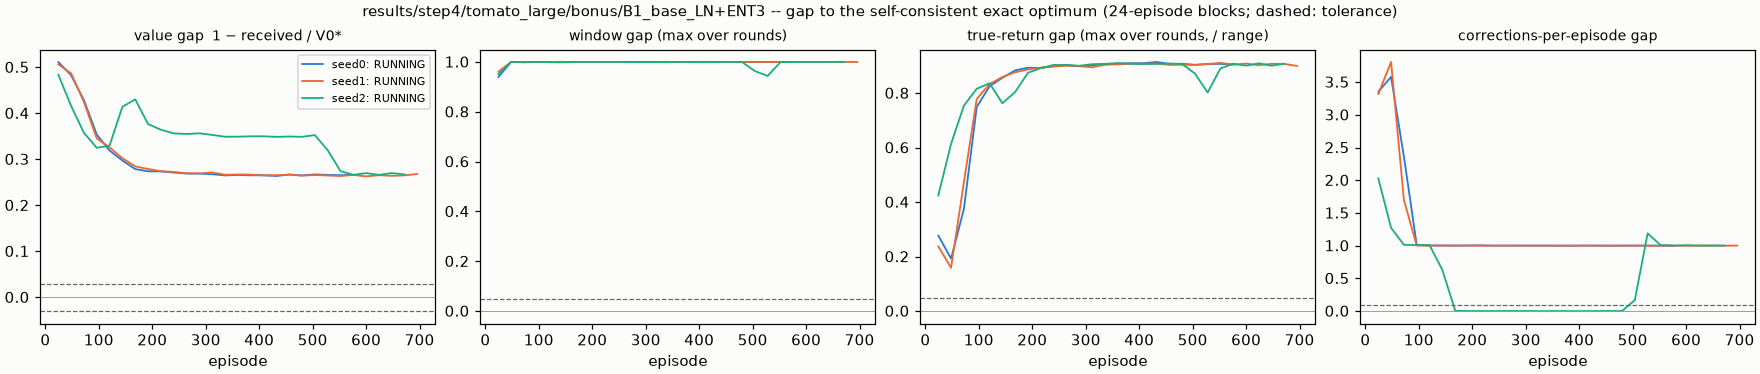 results/step4/tomato_large/bonus/B1_base_LN+ENT3 -- gap to the self-consistent exact optimum (24-episode blocks; dashed: tolerance)
value gap  1 − received / V0*
0.5
0.4
0.3
0.2
0.1
0.0
seed0: RUNNING
seed1: RUNNING
seed2: RUNNING
0 100 200 300 400 500 600 700
episode
window gap (max over rounds)
1.0
0.8
0.6
0.4
0.2
0.0
0 100 200 300 400 500 600 700
episode
true-return gap (max over rounds, / range)
0.8
0.6
0.4
0.2
0.0
0 100 200 300 400 500 600 700
episode
corrections-per-episode gap
3.5
3.0
2.5
2.0
1.5
1.0
0.5
0.0
0 100 200 300 400 500 600 700
episode